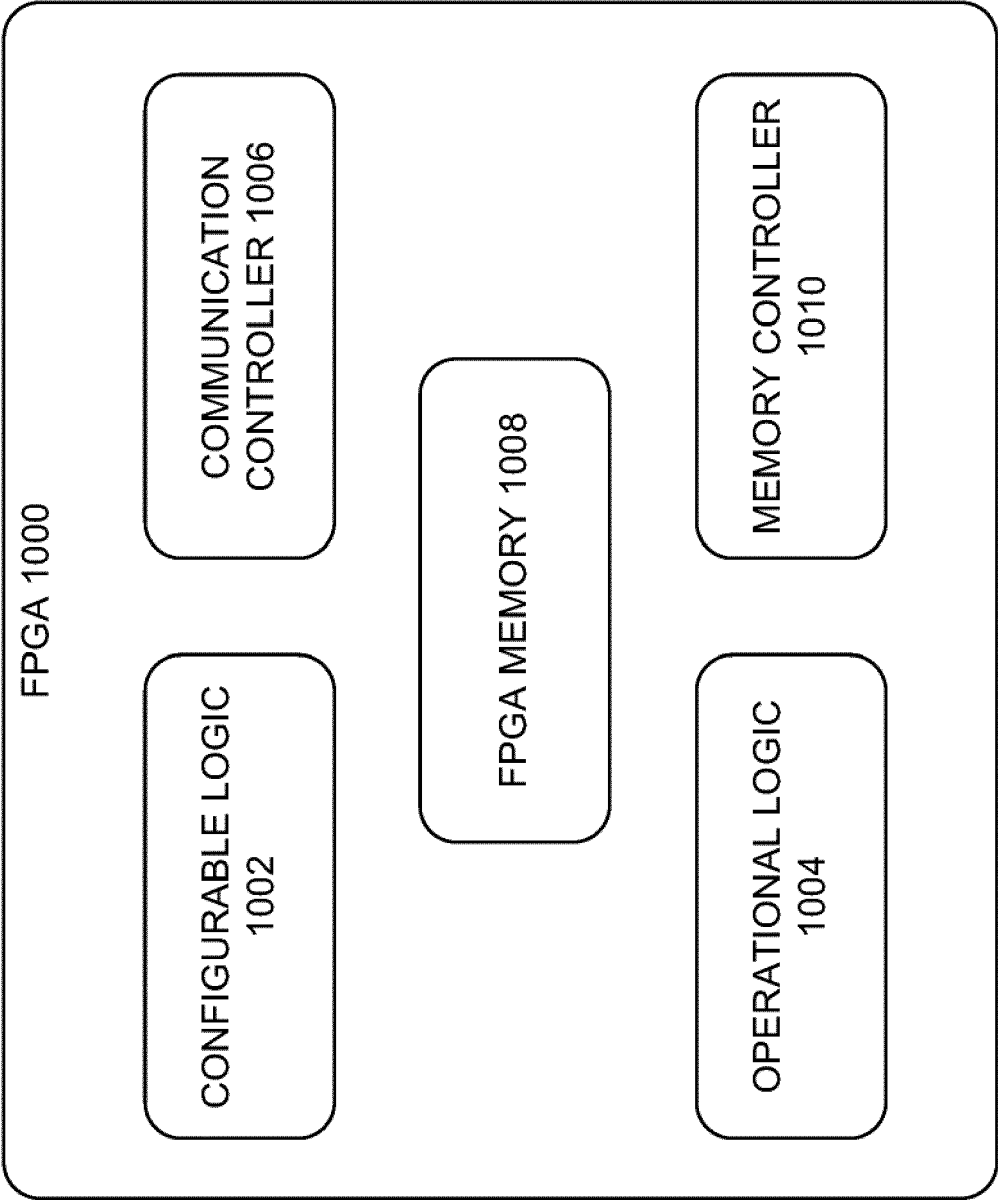 FPGA 1000
CONFIGURABLE LOGIC
1002
COMMUNICATION
CONTROLLER 1006
FPGA MEMORY 1008
OPERATIONAL LOGIC
1004
MEMORY CONTROLLER
1010